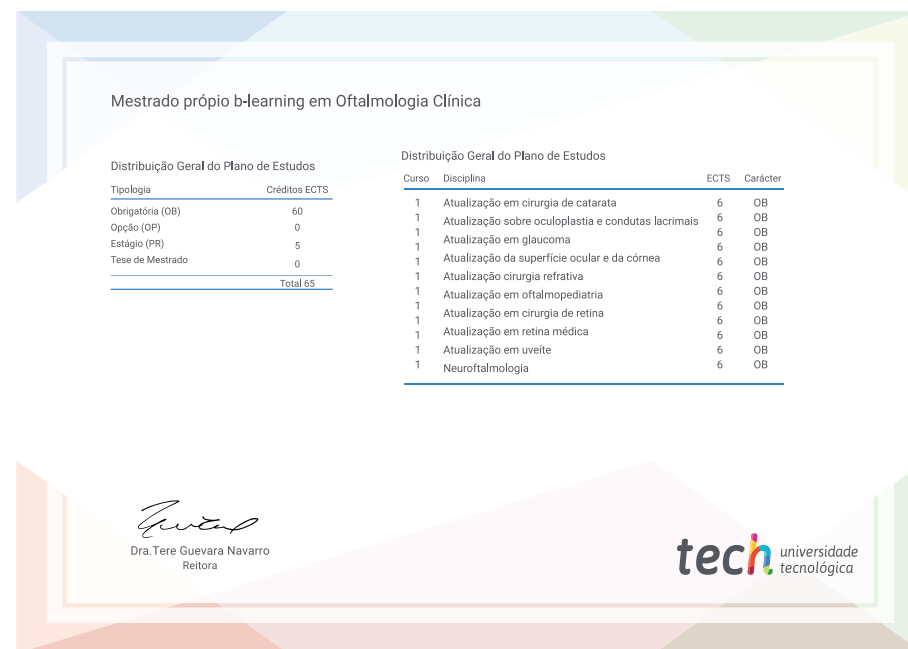 Mestrado própio b-learning em Oftalmologia Clínica
Distribuição Geral do Plano de Estudos
Tipologia Créditos ECTS
Obrigatória (OB) 60
Opção (OP) 0
Estágio (PR) 5
Tese de Mestrado 0
Total 65
Distribuição Geral do Plano de Estudos
Curso Disciplina ECTS Carácter
1 Atualização em cirurgia de catarata 6 OB
1 Atualização sobre oculoplastia e condutas lacrimais 6 OB
1 Atualização em glaucoma 6 OB
1 Atualização da superfície ocular e da córnea 6 OB
1 6 OB
1 Atualização cirurgia refrativa 6 OB
1 Atualização em oftalmopediatria 6 OB
1 Atualização em cirurgia de retina 6 OB
1 Atualização em retina médica 6 OB
1 6 OB
1 Atualização em uveíte 6 OB
1 Neuroftalmologia 6 OB
Dra.Tere Guevara Navarro
Reitora
tech universidade
tecnológica